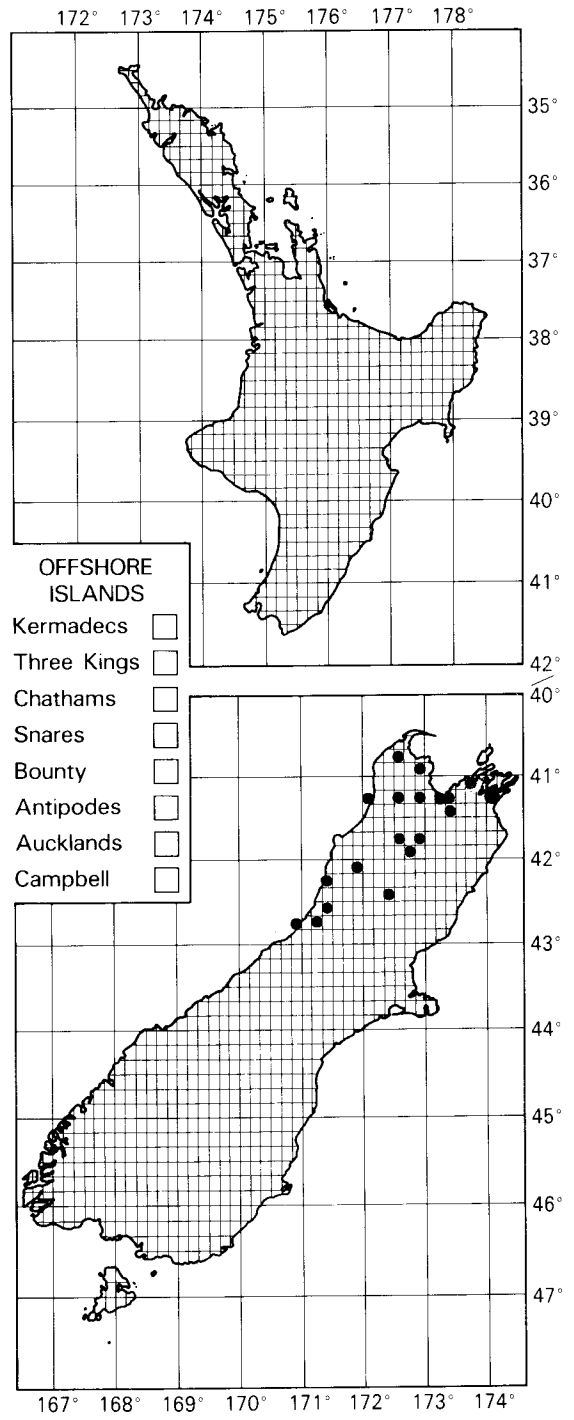 172° 173° 174° 175° 176° 177° 178°
35°
36°
37°
38°
39°
40°
41°
42°
OFFSHORE
ISLANDS
Kermadecs
Three Kings
Chathams
Snares
Bounty
Antipodes
Aucklands
Campbell
40°
41°
42°
43°
44°
45°
46°
47°
167° 168° 169° 170° 171° 172° 173° 174°